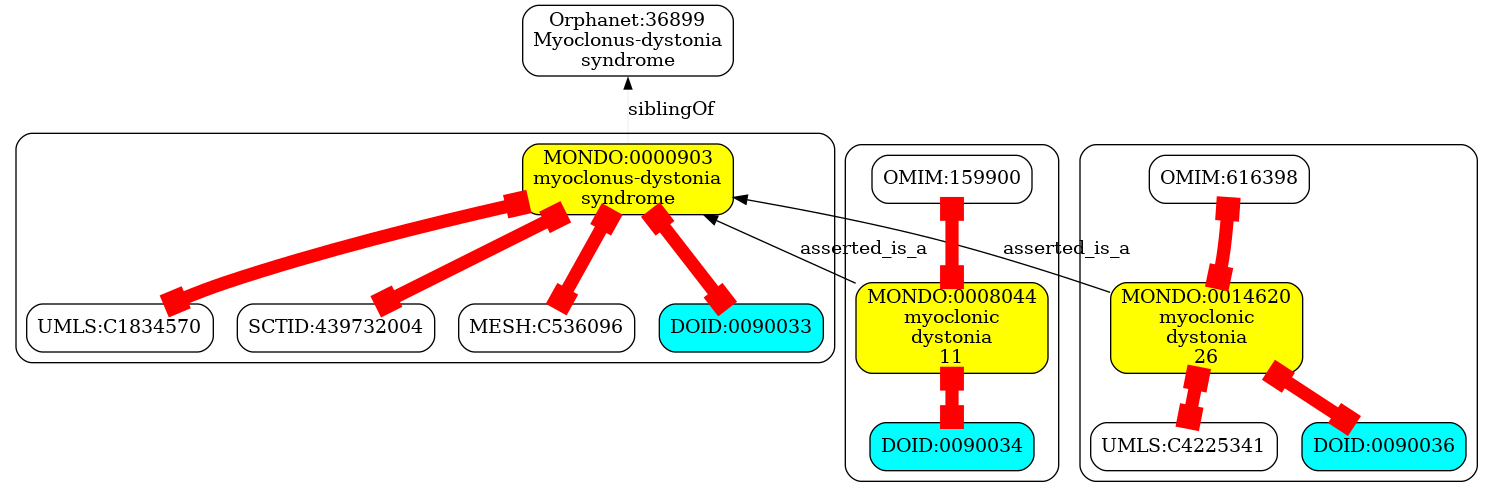 Orphanet:36899
Myoclonus-dystonia
syndrome
siblingOf
MONDO:0000903
myoclonus-dystonia
syndrome
OMIM:159900
OMIM:616398
asserted_is_a
asserted_is_a
UMLS:C1834570
SCTID:439732004
MESH:C536096
DOID:0090033
MONDO:0008044
myoclonic
dystonia
11
MONDO:0014620
myoclonic
dystonia
26
DOID:0090034
UMLS:C4225341
DOID:0090036